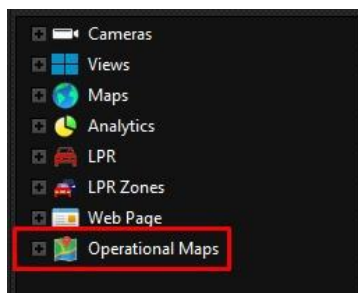 Cameras
Views
Maps
Analytics
LPR
LPR Zones
Web Page
Operational Maps